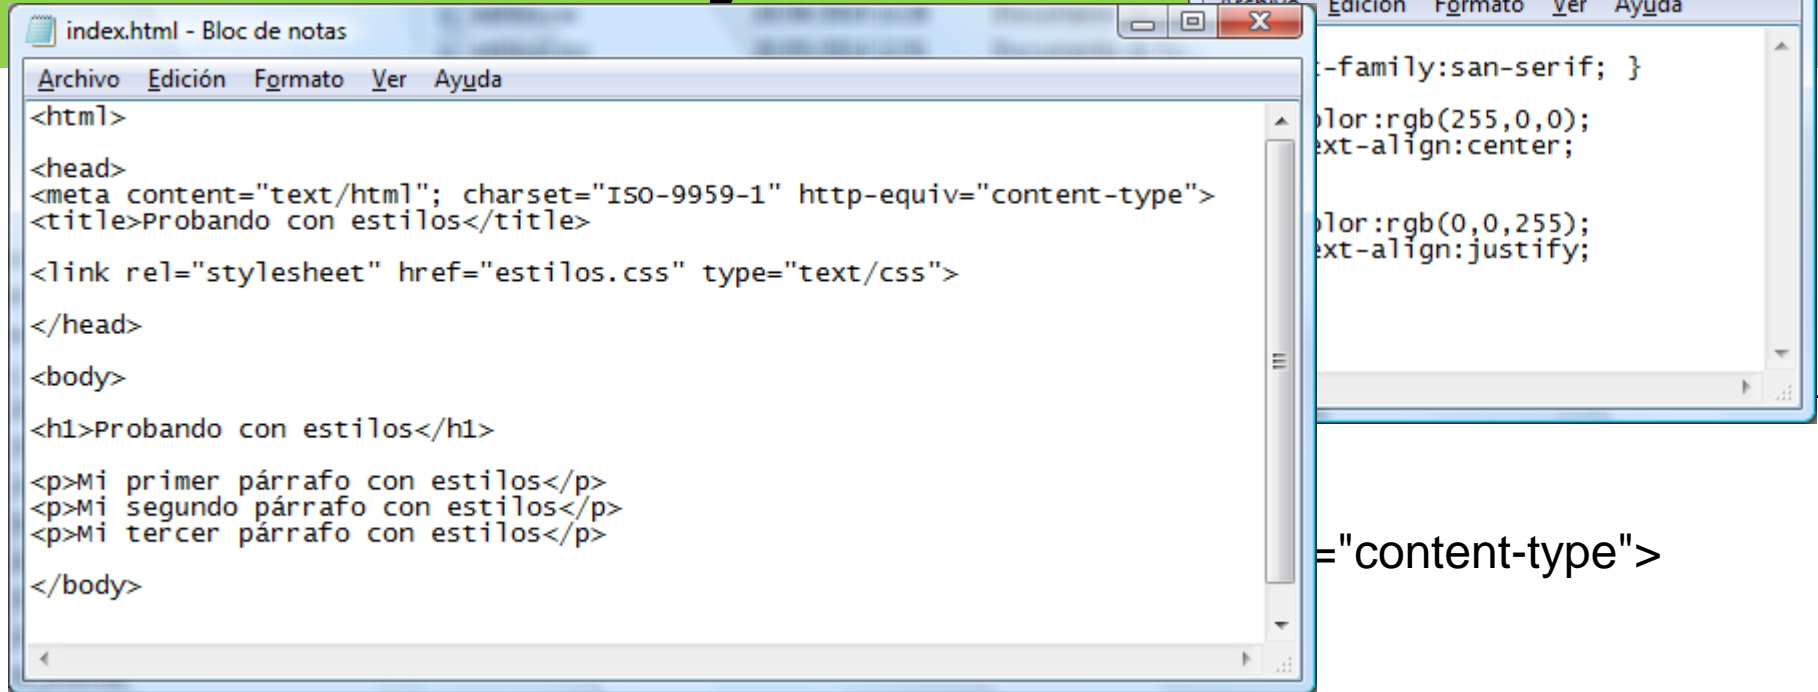 index.html - Bloc de notas
Archivo Edición Formato Ver Ayuda
<html>
<head>
<meta content="text/html"; charset="ISO-9959-1" http-equiv="content-type">
<title>Probando con estilos</title>
<link rel="stylesheet" href="estilos.css" type="text/css">
</head>
<body>
<h1>Probando con estilos</h1>
<p>Mi primer párrafo con estilos</p>
<p>Mi segundo párrafo con estilos</p>
<p>Mi tercer párrafo con estilos</p>
</body>
Edición Formato Ver Ayuda
-family:san-serif; }
lor:rgb(255,0,0);
ext-align:center;
lor:rgb(0,0,255);
ext-align:justify;
="content-type">